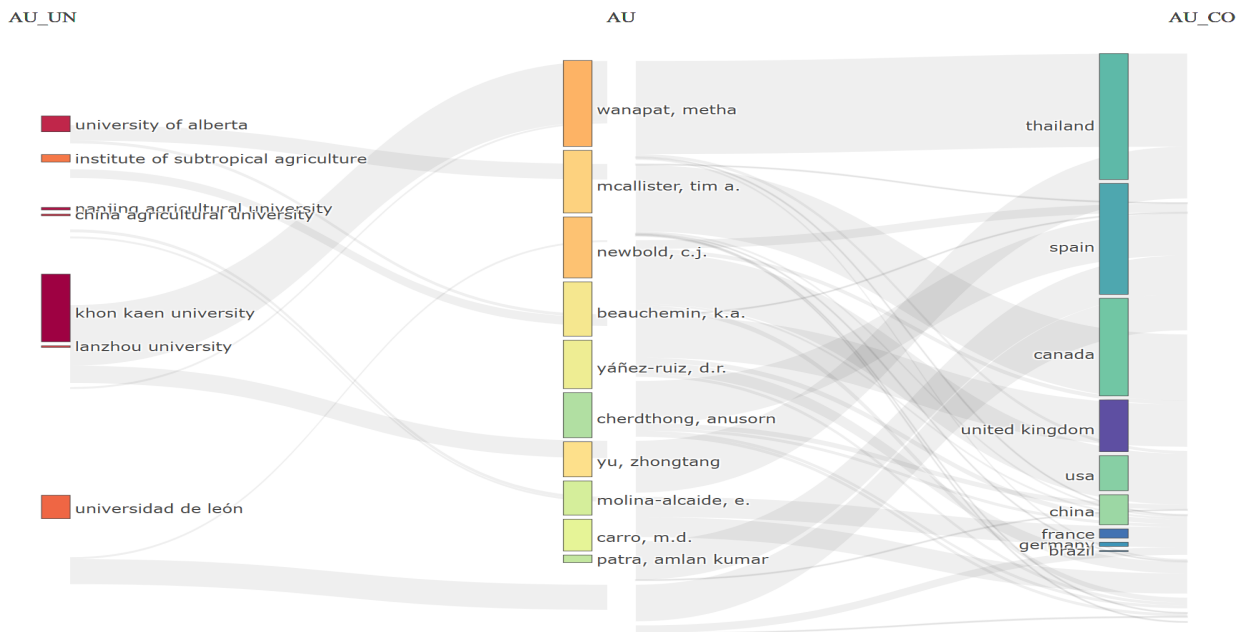 AU_UN
AU
AU_CO
university of alberta
institute of subtropical agriculture
nanjing agricultural university
china agricultural university
khon kaen university
lanzhou university
universidad de león
wanapat, metha
mcallister, tim a.
newbold, c.j.
beauchemin, k.a.
yáñez-ruiz, d.r.
cherdthong, anusorn
yu, zhongtang
molina-alcaide, e.
carro, m.d.
patra, amlan kumar
thailand
spain
canada
united kingdom
usa
china
france
germany
brazil